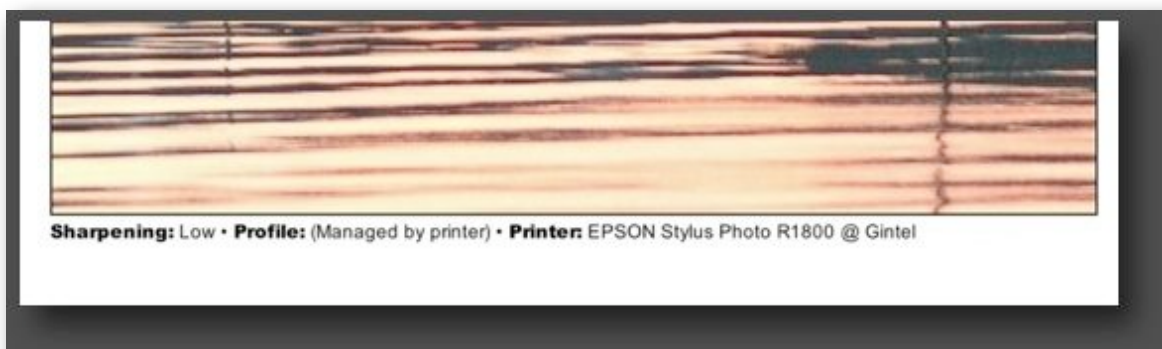 Sharpening: Low • Profile: (Managed by printer) • Printer: EPSON Stylus Photo R1800 @ Gintel